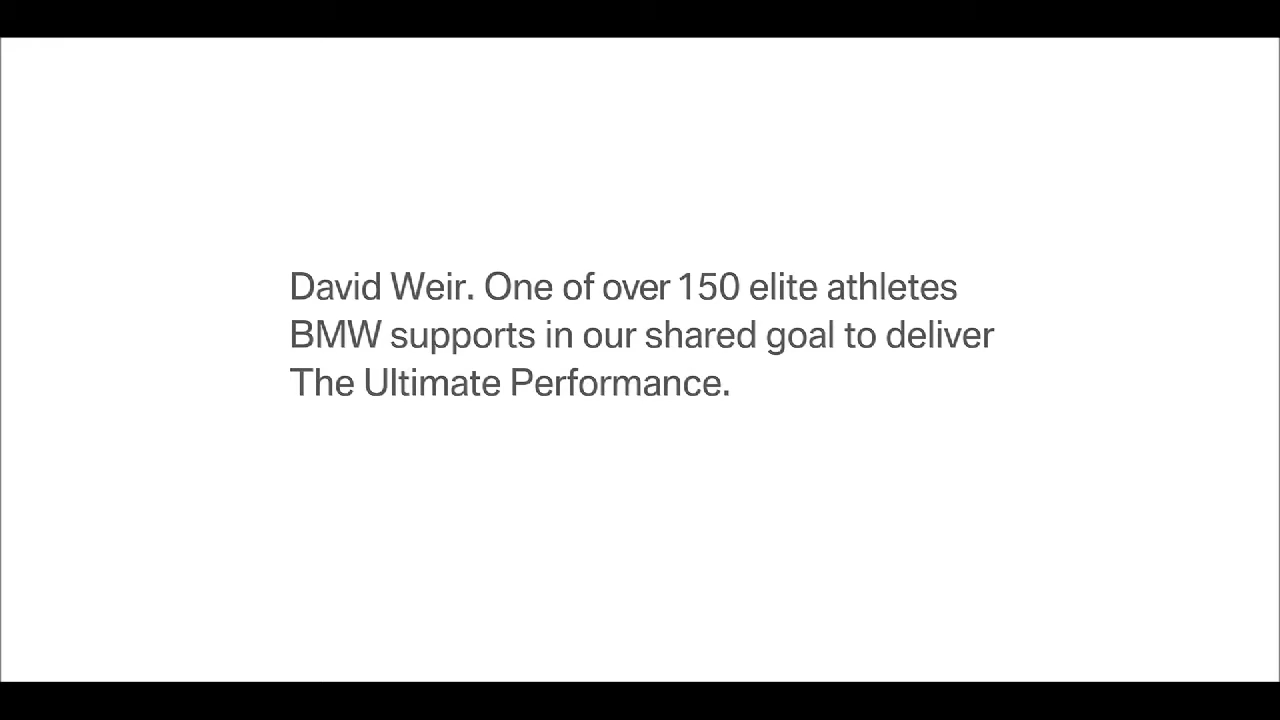 David Weir. One of over 150 elite athletes
BMW supports in our shared goal to deliver
The Ultimate Performance.